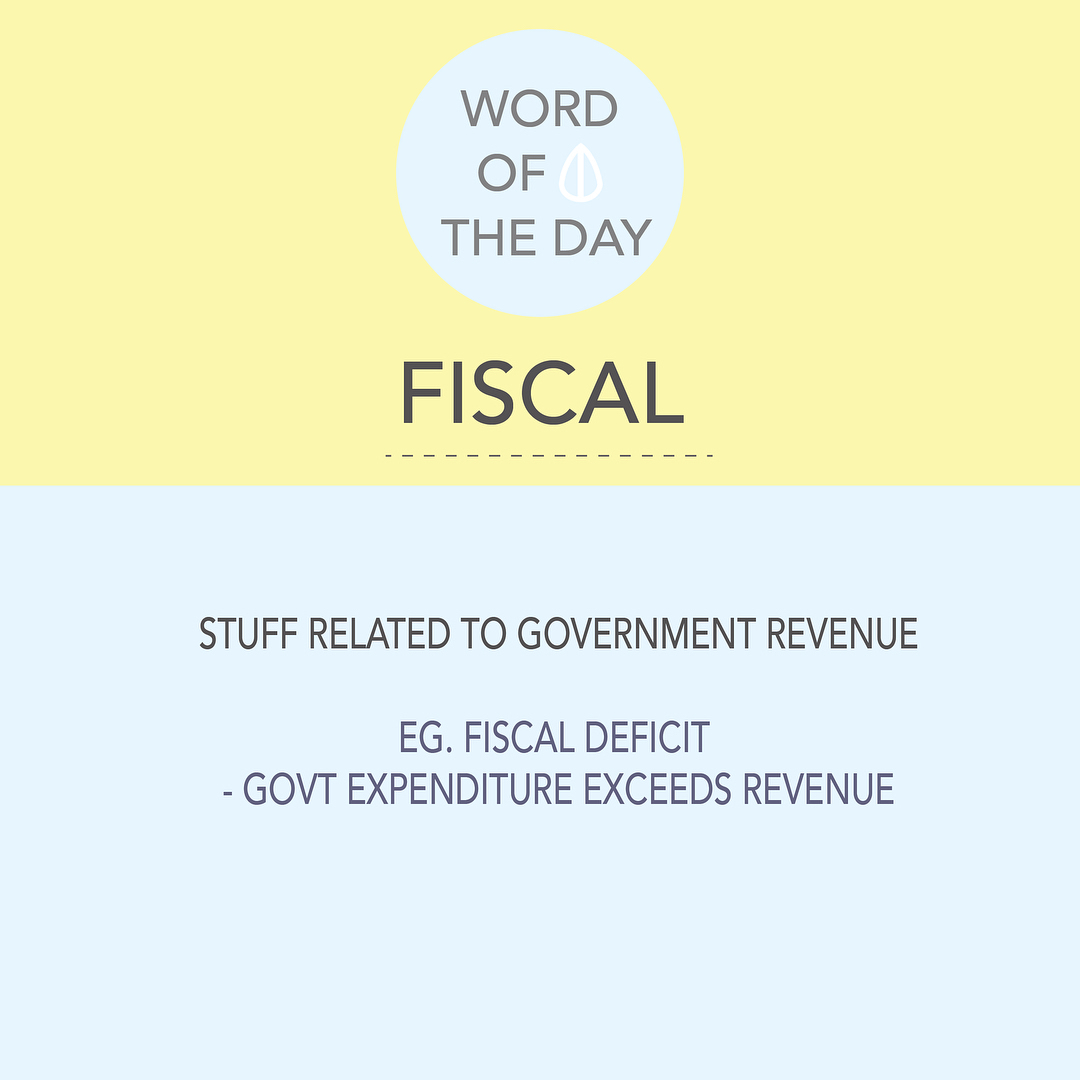 WORD
OF
THE DAY
FISCAL
STUFF RELATED TO GOVERNMENT REVENUE
EG. FISCAL DEFICIT
- GOVT EXPENDITURE EXCEEDS REVENUE